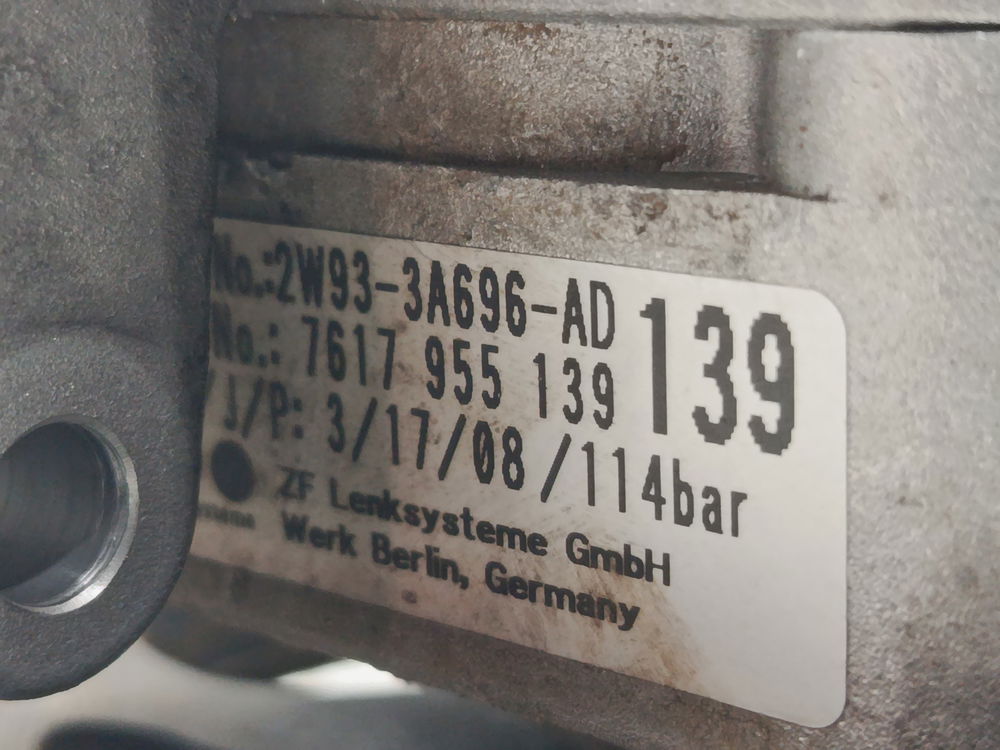 No.:2W93-3A696-AD
139
No.: 7617 955 139
/J/P: 3/17/08 /114bar
ZF Lenksysteme GmbH
Werk Berlin, Germany